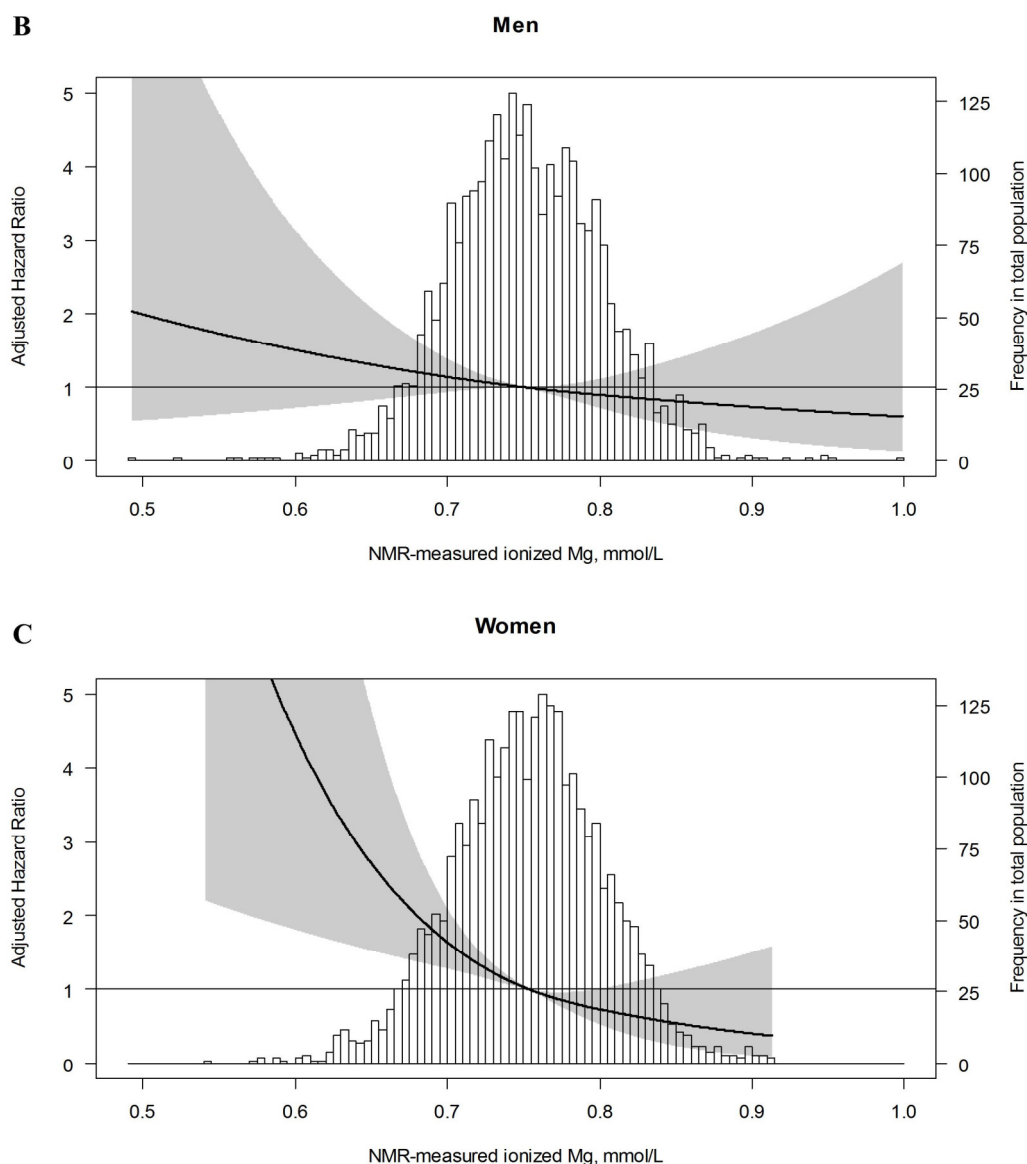 B
Men
Adjusted Hazard Ratio
5
4
3
2
1
0
125
100
75
50
25
0
Frequency in total population
0.5 0.6 0.7 0.8 0.9 1.0
NMR-measured ionized Mg, mmol/L
C
Women
Adjusted Hazard Ratio
5
4
3
2
1
0
125
100
75
50
25
0
Frequency in total population
0.5 0.6 0.7 0.8 0.9 1.0
NMR-measured ionized Mg, mmol/L